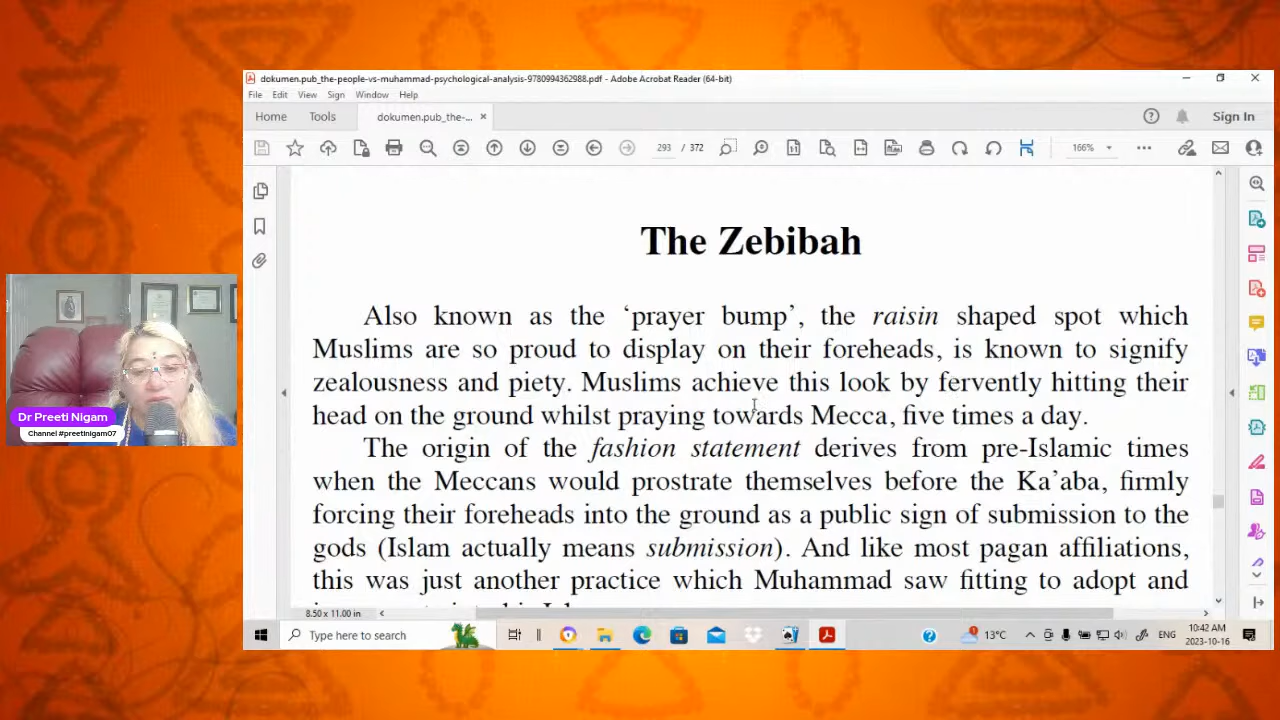 dokumen.pub_the-people-vs-muhammad-psychological-analysis-9780994362988.pdf - Adobe Acrobat Reader (64-bit)
File Edit View Sign Window Help
Home Tools dokumen.pub_the-... × Sign In
293 / 372 166%
The Zebibah
Also known as the ‘prayer bump’, the raisin shaped spot which
Muslims are so proud to display on their foreheads, is known to signify
zealousness and piety. Muslims achieve this look by fervently hitting their
head on the ground whilst praying towards Mecca, five times a day.
The origin of the fashion statement derives from pre-Islamic times
when the Meccans would prostrate themselves before the Ka’aba, firmly
forcing their foreheads into the ground as a public sign of submission to the
gods (Islam actually means submission). And like most pagan affiliations,
this was just another practice which Muhammad saw fitting to adopt and
8.50 x 11.00 in
Dr Preeti Nigam
Channel #preetinigam07
Type here to search
13°C
ENG
10:42 AM
2023-10-16